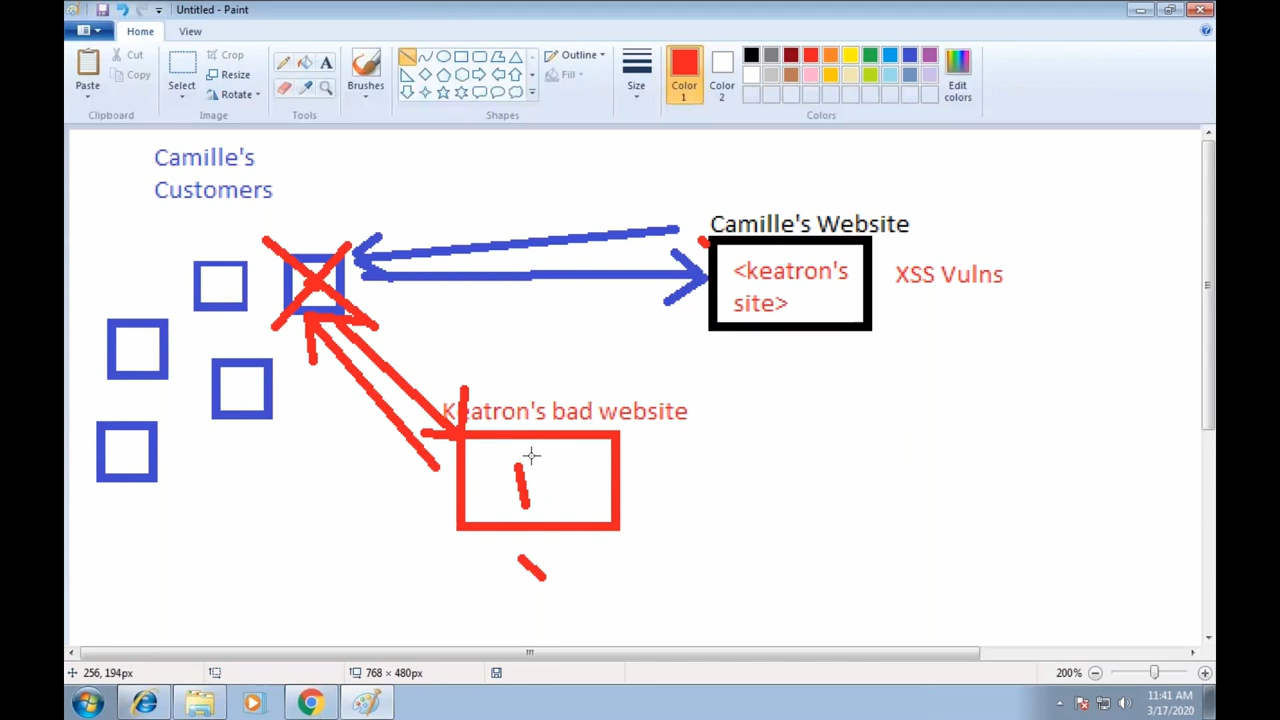 Untitled - Paint
Home
View
Paste
Cut
Copy
Clipboard
Select
Crop
Resize
Rotate
Image
A
Tools
Brushes
Shapes
Outline
Fill
Size
Color
1
Color
2
Edit
colors
Colors
Camille's
Customers
Camille's Website
<keatron's
site>
XSS Vulns
Keatron's bad website
256, 194px
768 × 480px
200%
11:41 AM
3/17/2020